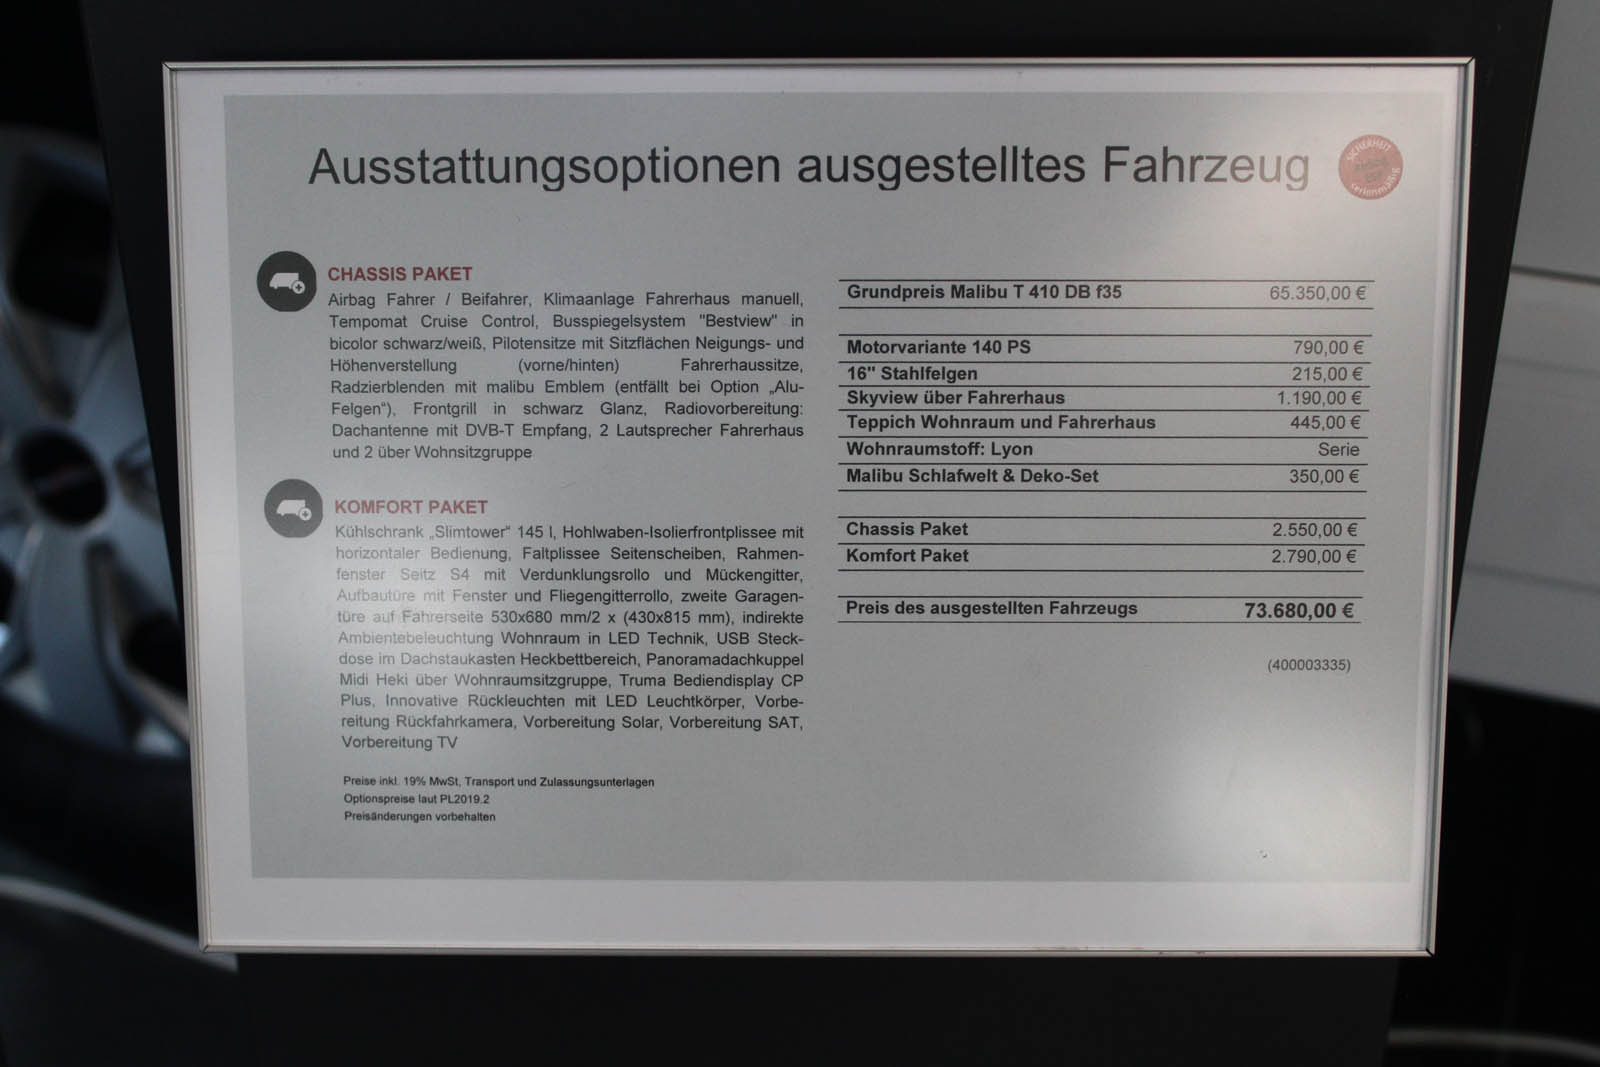 Ausstattungsoptionen ausgestelltes Fahrzeug
SICHERHEIT
serienmäßig
CHASSIS PAKET
Airbag Fahrer / Beifahrer, Klimaanlage Fahrerhaus manuell,
Tempomat Cruise Control, Busspiegelsystem "Bestview" in
bicolor schwarz/weiß, Pilotensitze mit Sitzflächen Neigungs- und
Höhenverstellung (vorne/hinten) Fahrerhaussitze,
Radzierblenden mit malibu Emblem (entfällt bei Option „Alu-
Felgen“), Frontgrill in schwarz Glanz, Radiovorbereitung:
Dachantenne mit DVB-T Empfang, 2 Lautsprecher Fahrerhaus
und 2 über Wohnsitzgruppe
KOMFORT PAKET
Kühlschrank „Slimtower“ 145 l, Hohlwaben-Isolierfrontplissee mit
horizontaler Bedienung, Faltplissee Seitenscheiben, Rahmen-
fenster Seitz S4 mit Verdunklungsrollo und Mückengitter,
Aufbautüre mit Fenster und Fliegengitterrollo, zweite Garagen-
türe auf Fahrerseite 530x680 mm/2 x (430x815 mm), indirekte
Ambientebeleuchtung Wohnraum in LED Technik, USB Steck-
dose im Dachstaukasten Heckbettbereich, Panoramadachkuppel
Midi Heki über Wohnraumsitzgruppe, Truma Bediendisplay CP
Plus, Innovative Rückleuchten mit LED Leuchtkörper, Vorbe-
reitung Rückfahrkamera, Vorbereitung Solar, Vorbereitung SAT,
Vorbereitung TV
Preise inkl. 19% MwSt, Transport und Zulassungsunterlagen
Optionspreise laut PL2019.2
Preisänderungen vorbehalten
Grundpreis Malibu T 410 DB f35 65.350,00 €
Motorvariante 140 PS 790,00 €
16" Stahlfelgen 215,00 €
Skyview über Fahrerhaus 1.190,00 €
Teppich Wohnraum und Fahrerhaus 445,00 €
Wohnraumstoff: Lyon Serie
Malibu Schlafwelt & Deko-Set 350,00 €
Chassis Paket 2.550,00 €
Komfort Paket 2.790,00 €
Preis des ausgestellten Fahrzeugs 73.680,00 €
(400003335)